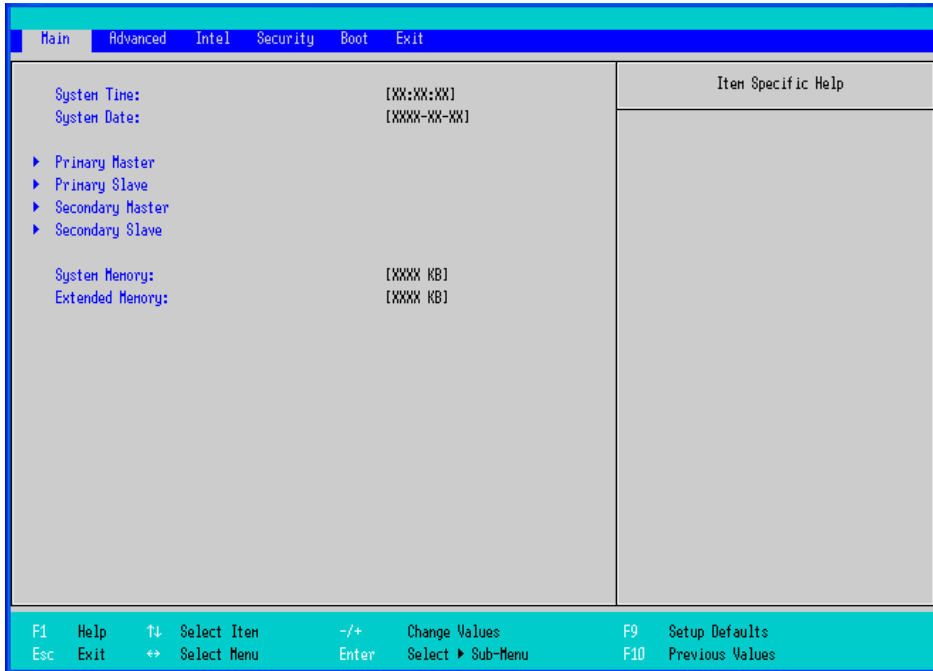 Main Advanced Intel Security Boot Exit
Item Specific Help
System Time: [XX:XX:XX]
System Date: [XXXX-XX-XX]
Primary Master
Primary Slave
Secondary Master
Secondary Slave
System Memory: [XXXX KB]
Extended Memory: [XXXX KB]
F1 Help ↑↓ Select Item -/+ Change Values F9 Setup Defaults
Esc Exit ↔ Select Menu Enter Select ▶ Sub-Menu F10 Previous Values